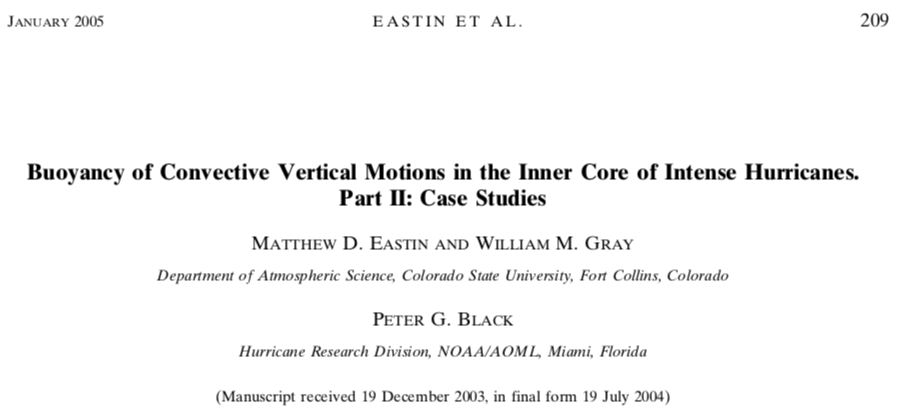 JANUARY 2005 EASTIN ET AL. 209
Buoyancy of Convective Vertical Motions in the Inner Core of Intense Hurricanes.
Part II: Case Studies
MATTHEW D. EASTIN AND WILLIAM M. GRAY
Department of Atmospheric Science, Colorado State University, Fort Collins, Colorado
PETER G. BLACK
Hurricane Research Division, NOAA/AOML, Miami, Florida
(Manuscript received 19 December 2003, in final form 19 July 2004)